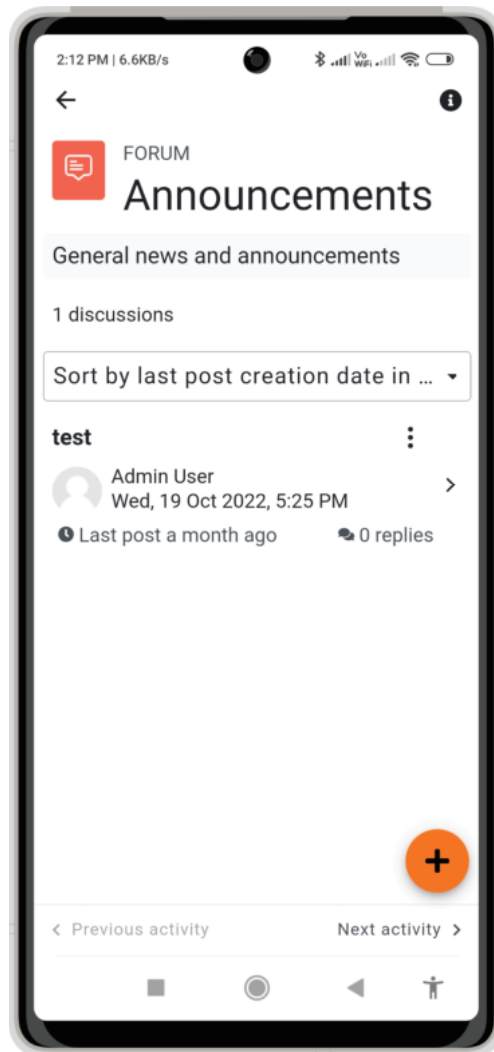 2:12 PM | 6.6KB/s Vo WiFi
FORUM
Announcements
General news and announcements
1 discussions
Sort by last post creation date in ...
test
Admin User
Wed, 19 Oct 2022, 5:25 PM
Last post a month ago 0 replies
Previous activity Next activity